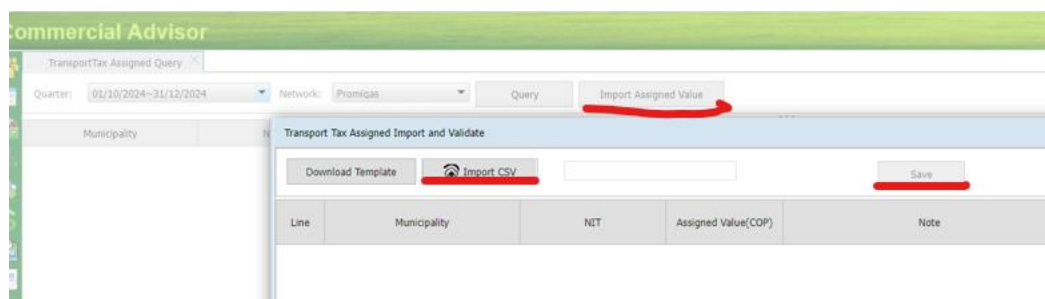 Commercial Advisor
TransportTax Assigned Query
Quarter: 01/10/2024--31/12/2024 Network: Promigas Query Import Assigned Value
Municipality N
Transport Tax Assigned Import and Validate
Download Template Import CSV Save
Line Municipality NIT Assigned Value(COP) Note